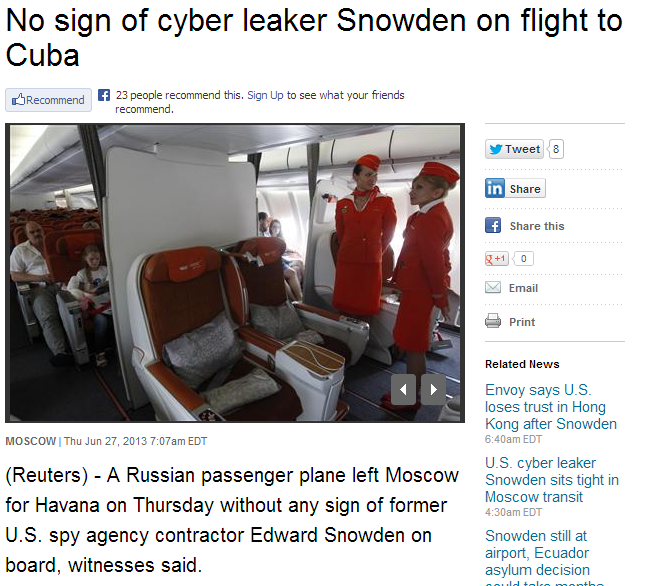 No sign of cyber leaker Snowden on flight to
Cuba
Recommend
23 people recommend this. Sign Up to see what your friends
recommend.
Tweet 8
Share
Share this
+1 0
Email
Print
Related News
Envoy says U.S.
loses trust in Hong
Kong after Snowden
6:40am EDT
U.S. cyber leaker
Snowden sits tight in
Moscow transit
4:30am EDT
Snowden still at
airport, Ecuador
asylum decision
could take months
MOSCOW | Thu Jun 27, 2013 7:07am EDT
(Reuters) - A Russian passenger plane left Moscow
for Havana on Thursday without any sign of former
U.S. spy agency contractor Edward Snowden on
board, witnesses said.